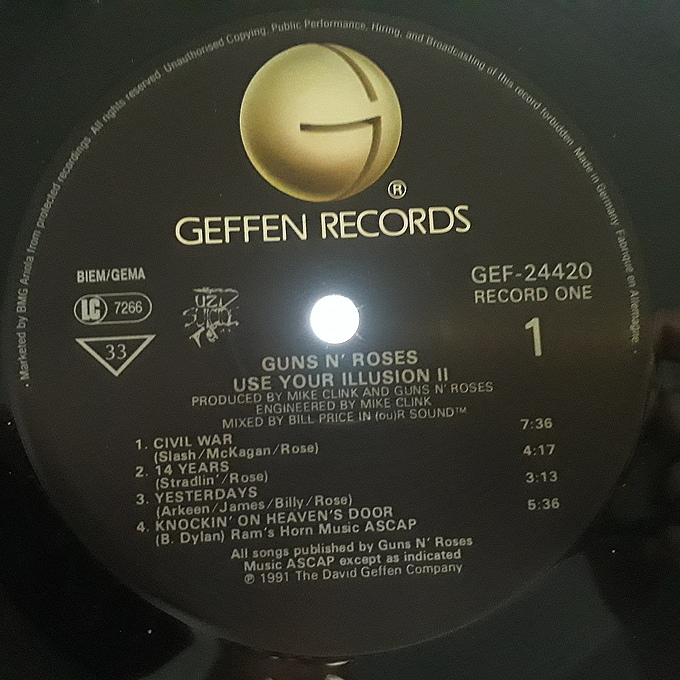 Marketed by BMG Ariola from protected recordings. All rights reserved. Unauthorised Copying, Public Performance, Hiring, and Broadcasting of this record forbidden. Made in Germany Fabriqué en Allemagne
®
GEFFEN RECORDS
BIEM/GEMA
LC 7266
33
UZI
SUICIDE
GEF-24420
RECORD ONE
1
GUNS N' ROSES
USE YOUR ILLUSION II
PRODUCED BY MIKE CLINK AND GUNS N' ROSES
ENGINEERED BY MIKE CLINK
MIXED BY BILL PRICE IN (ou)R SOUND™
1. CIVIL WAR 7:36
(Slash/McKagan/Rose)
2. 14 YEARS 4:17
(Stradlin'/Rose)
3. YESTERDAYS 3:13
(Arkeen/James/Billy/Rose)
4. KNOCKIN' ON HEAVEN'S DOOR 5:36
(B. Dylan) Ram's Horn Music ASCAP
All songs published by Guns N' Roses
Music ASCAP except as indicated
℗ 1991 The David Geffen Company